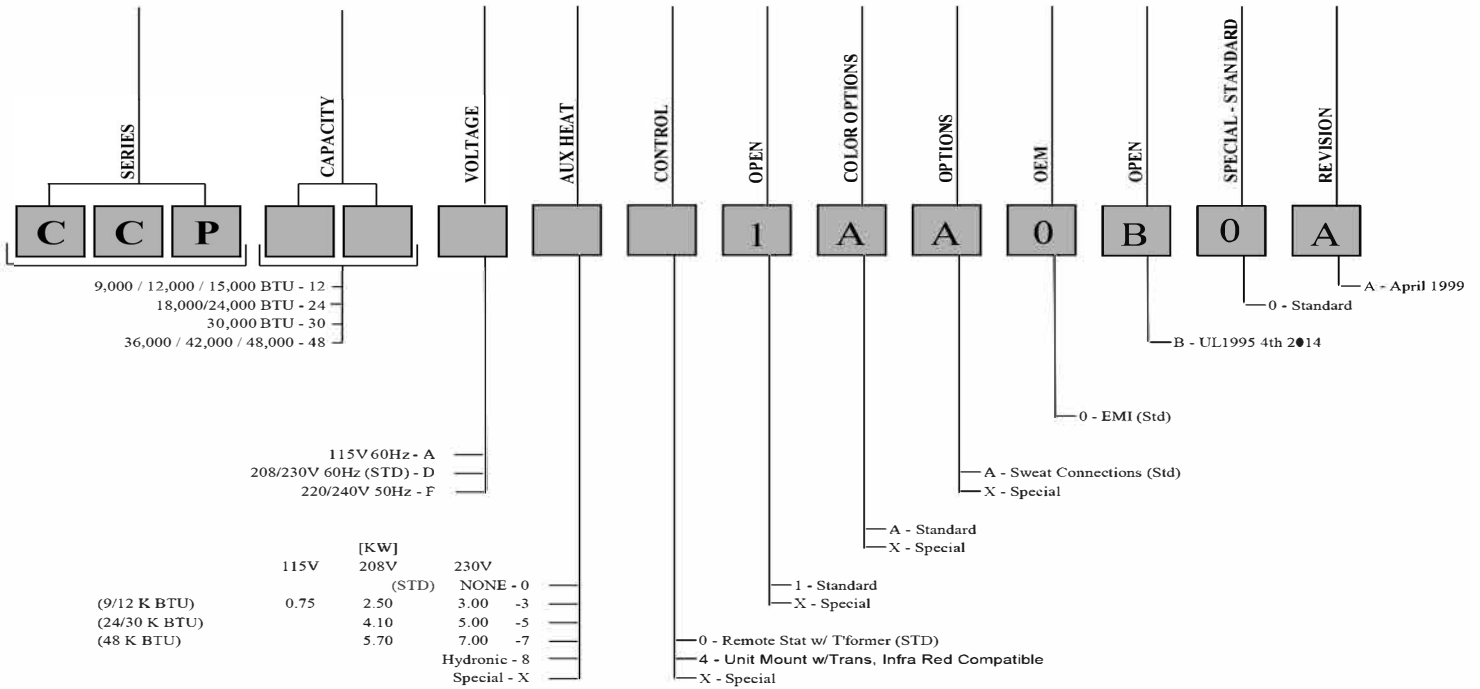 SERIES
CAPACITY
VOLTAGE
AUX HEAT
CONTROL
OPEN
COLOR OPTIONS
OPTIONS
OEM
OPEN
SPECIAL - STANDARD
REVISION
C C P 1 A A 0 B 0 A
9,000 / 12,000 / 15,000 BTU - 12
18,000/24,000 BTU - 24
30,000 BTU - 30
36,000 / 42,000 / 48,000 - 48
A - April 1999
0 - Standard
B - UL1995 4th 2014
0 - EMI (Std)
115V 60Hz - A
208/230V 60Hz (STD) - D
220/240V 50Hz - F
A - Sweat Connections (Std)
X - Special
A - Standard
X - Special
[KW]
115V 208V 230V
(STD) NONE - 0
(9/12 K BTU) 0.75 2.50 3.00 -3
(24/30 K BTU) 4.10 5.00 -5
(48 K BTU) 5.70 7.00 -7
Hydronic - 8
Special - X
1 - Standard
X - Special
0 - Remote Stat w/ T'former (STD)
4 - Unit Mount w/Trans, Infra Red Compatible
X - Special